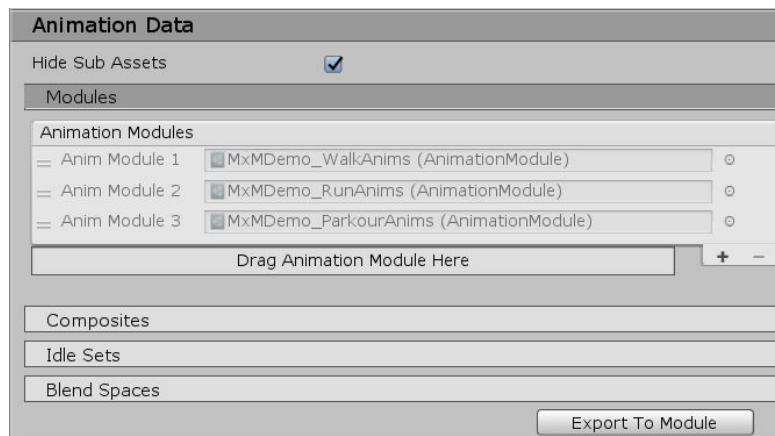 Animation Data
Hide Sub Assets
Modules
Animation Modules
Anim Module 1 MxMDemo_WalkAnims (AnimationModule)
Anim Module 2 MxMDemo_RunAnims (AnimationModule)
Anim Module 3 MxMDemo_ParkourAnims (AnimationModule)
Drag Animation Module Here
Composites
Idle Sets
Blend Spaces
Export To Module